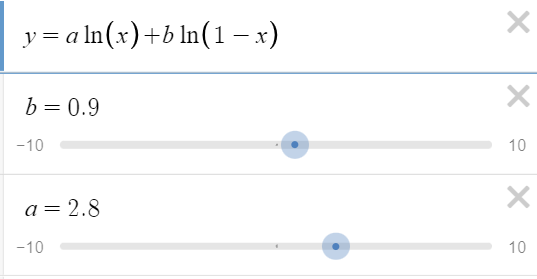 y = a ln(x)+b ln(1 − x)
b = 0.9
−10 10
a = 2.8
−10 10